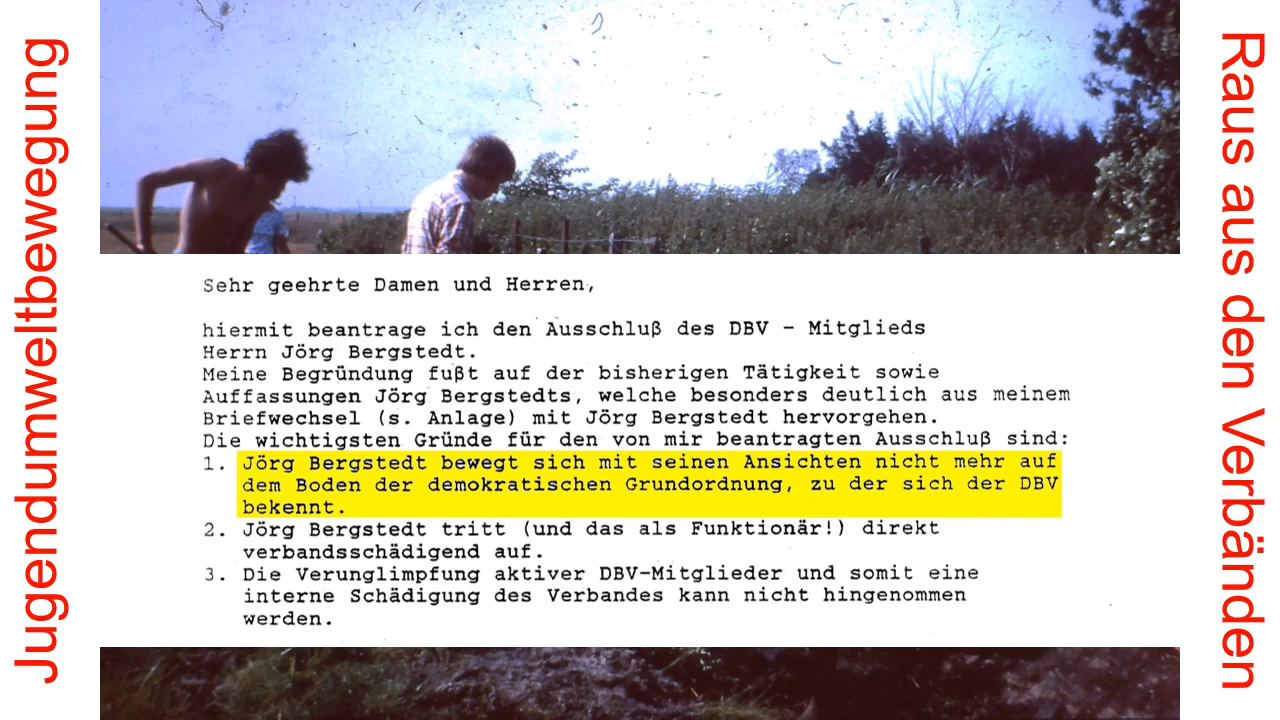 Jugendumweltbewegung
Sehr geehrte Damen und Herren,
hiermit beantrage ich den Ausschluß des DBV - Mitglieds
Herrn Jörg Bergstedt.
Meine Begründung fußt auf der bisherigen Tätigkeit sowie
Auffassungen Jörg Bergstedts, welche besonders deutlich aus meinem
Briefwechsel (s. Anlage) mit Jörg Bergstedt hervorgehen.
Die wichtigsten Gründe für den von mir beantragten Ausschluß sind:
1. Jörg Bergstedt bewegt sich mit seinen Ansichten nicht mehr auf
dem Boden der demokratischen Grundordnung, zu der sich der DBV
bekennt.
2. Jörg Bergstedt tritt (und das als Funktionär!) direkt
verbandsschädigend auf.
3. Die Verunglimpfung aktiver DBV-Mitglieder und somit eine
interne Schädigung des Verbandes kann nicht hingenommen
werden.
Raus aus den Verbänden